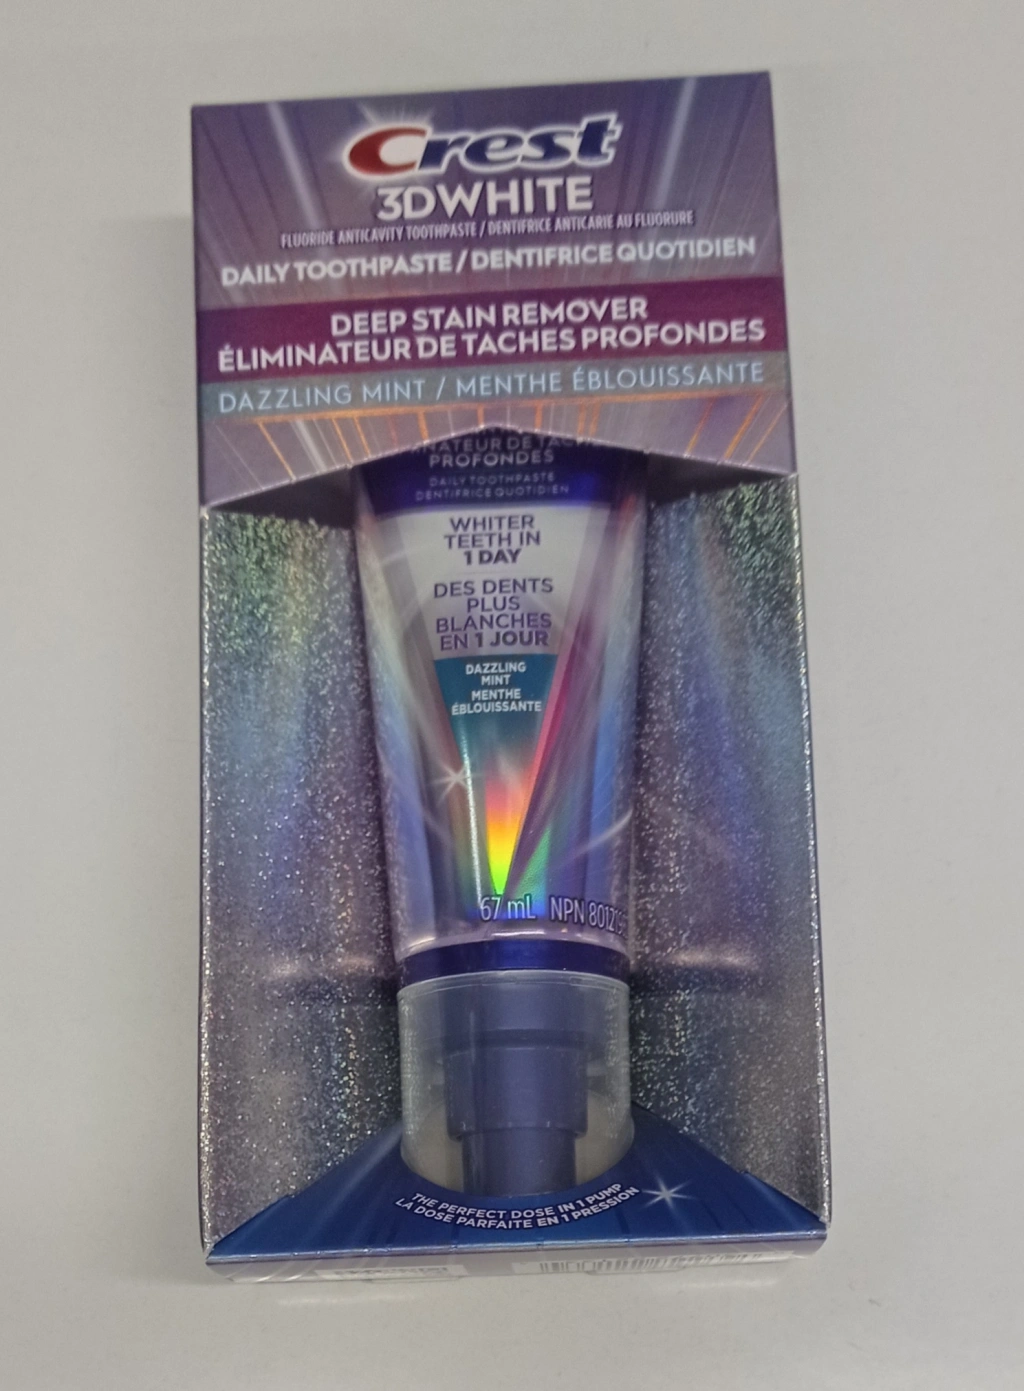 Crest
3DWHITE
FLUORIDE ANTICAVITY TOOTHPASTE / DENTIFRICE ANTICARIE AU FLUORURE
DAILY TOOTHPASTE / DENTIFRICE QUOTIDIEN
DEEP STAIN REMOVER
ÉLIMINATEUR DE TACHES PROFONDES
DAZZLING MINT / MENTHE ÉBLOUISSANTE
DE
PROFONDES
DAILY TOOTHPASTE
DENTIFRICE QUOTIDIEN
WHITER
TEETH IN
1 DAY
DES DENTS
PLUS
BLANCHES
EN 1 JOUR
DAZZLING
MINT
MENTHE
ÉBLOUISSANTE
67 mL NPN
THE PERFECT DOSE IN 1 PUMP
LA DOSE PARFAITE EN 1 PRESSION